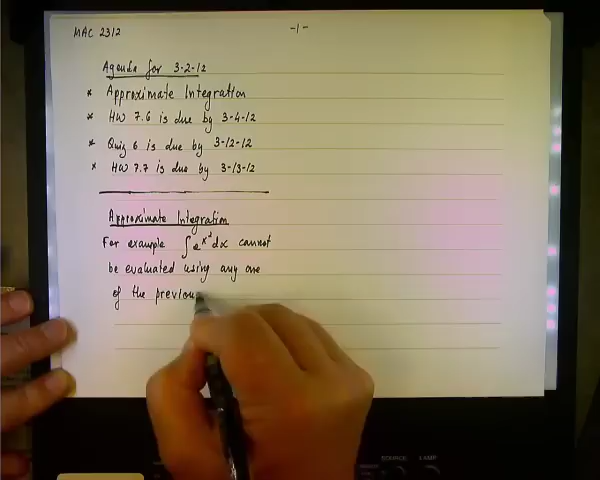 MAC 2312
-1-
Agenda for 3-2-12
* Approximate Integration
* HW 7.6 is due by 3-4-12
* Quiz 6 is due by 3-12-12
* HW 7.7 is due by 3-13-12
Approximate Integration
For example ∫e^x² dx cannot
be evaluated using any one
of the previou
SOURCE LAMP